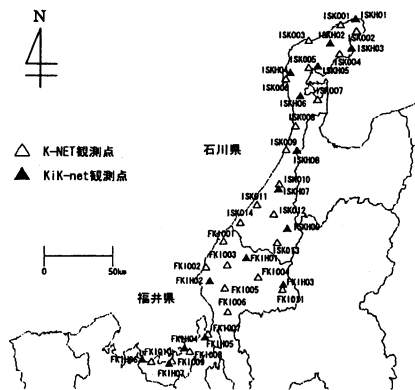 N
ISK001
ISKH01
ISK003
ISKH02
ISK002
ISKH03
ISK004
ISK005
ISKH04
ISKH05
ISK006
ISK007
ISKH06
ISK008
石川県
ISK009
ISKH08
K-NET観測点
KiK-net観測点
ISK010
ISKH07
ISK011
ISK012
ISK014
ISKH09
FKI001
ISK013
FKI003
FKIH01
FKI002
FKI004
FKIH02
FKIH03
FKI005
0
50km
福井県
FKI006
FKI007
FKIH04
FKIH05
FKI010
FKI008
FKI009
FKIH07